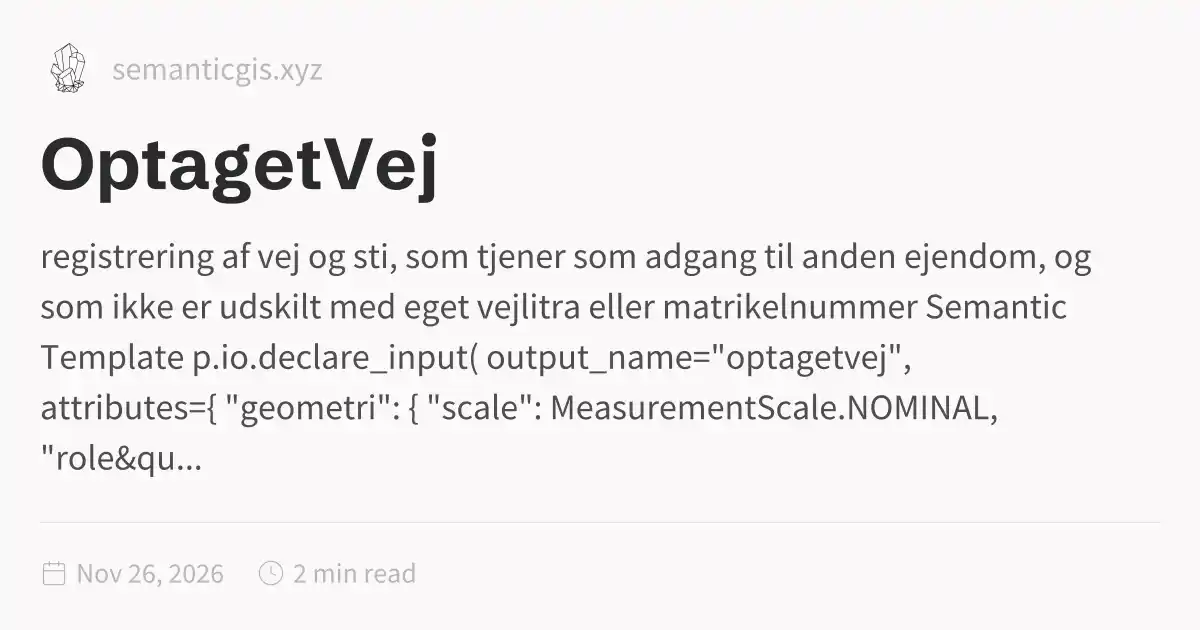 semanticgis.xyz
OptagetVej
registrering af vej og sti, som tjener som adgang til anden ejendom, og
som ikke er udskilt med eget vejlitra eller matrikelnummer Semantic
Template p.io.declare_input( output_name="optagetvej",
attributes={ "geometri": { "scale": MeasurementScale.NOMINAL,
"role&qu...
Nov 26, 2026 2 min read